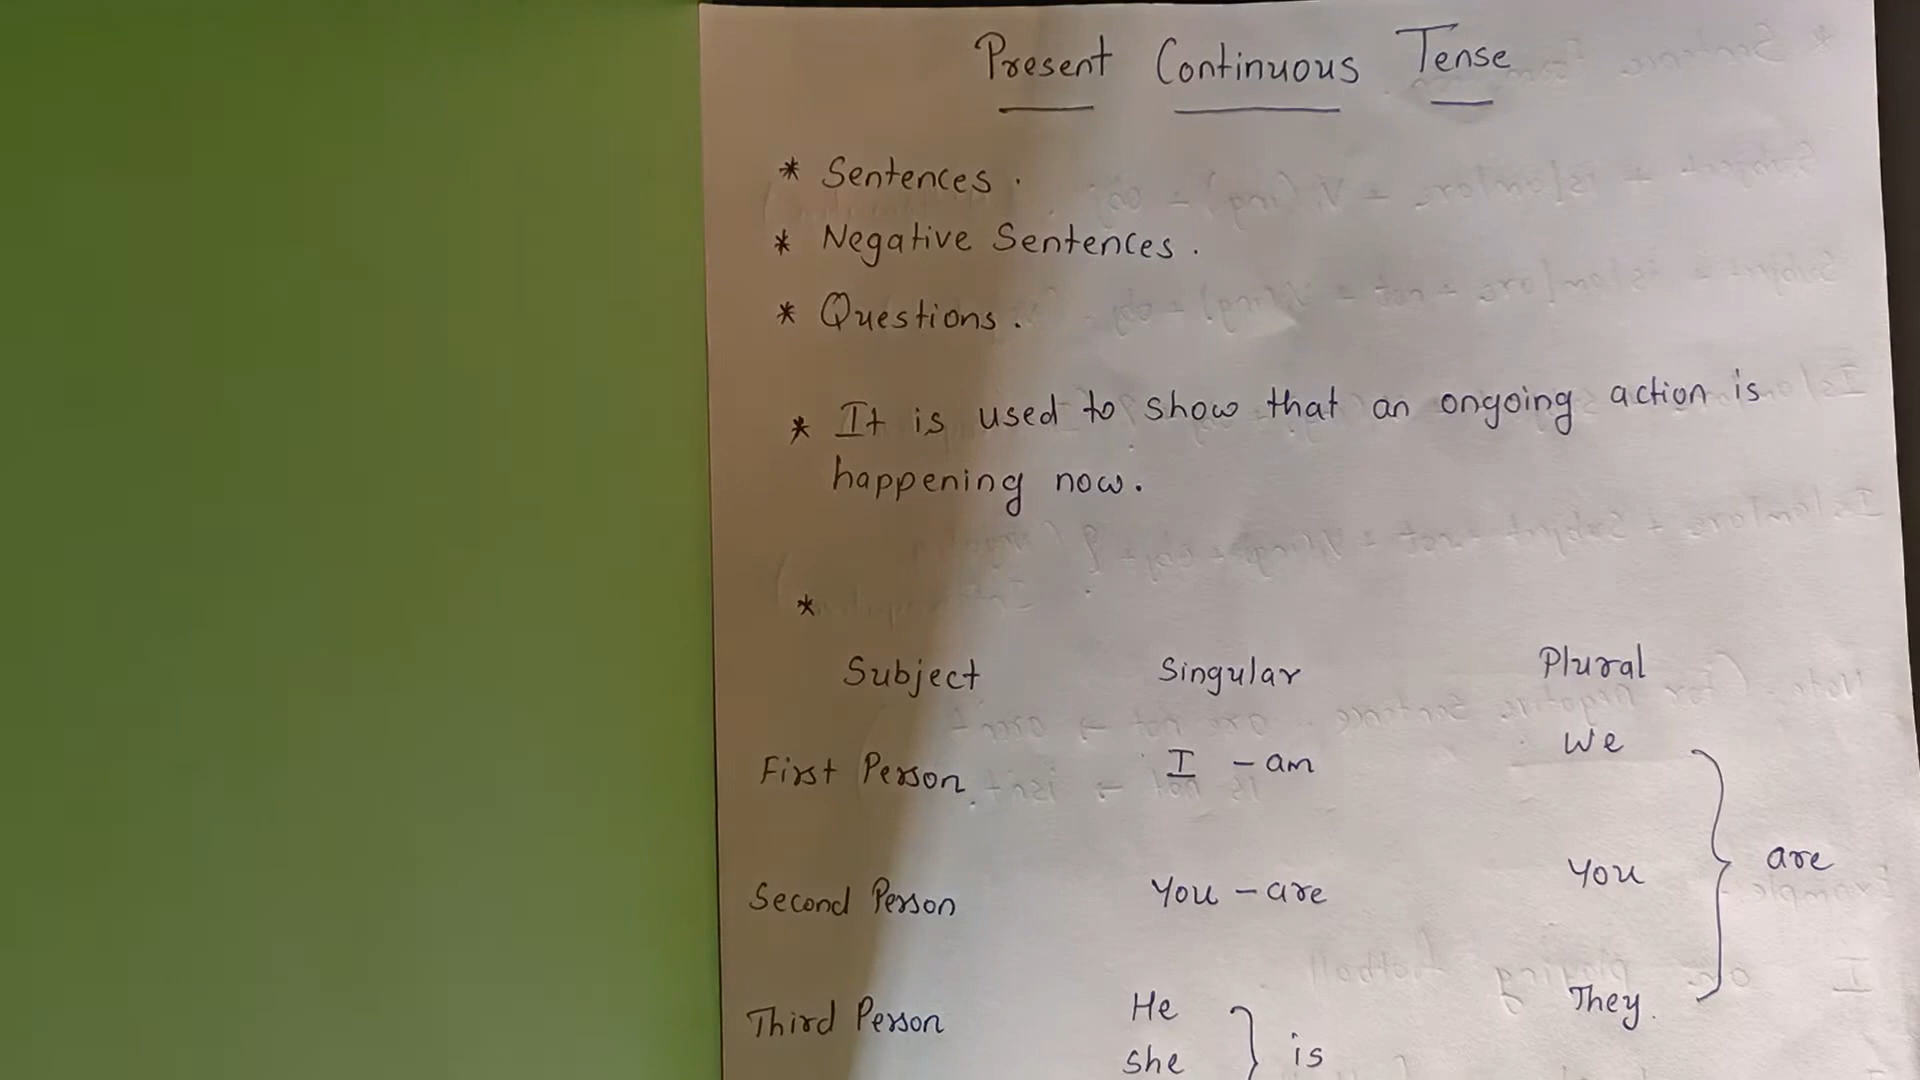 Present Continuous Tense
* Sentences.
* Negative Sentences.
* Questions.
* It is used to show that an ongoing action is
happening now.
*
Subject Singular Plural
First Person I - am We
Second Person You - are You are
Third Person He They.
she is